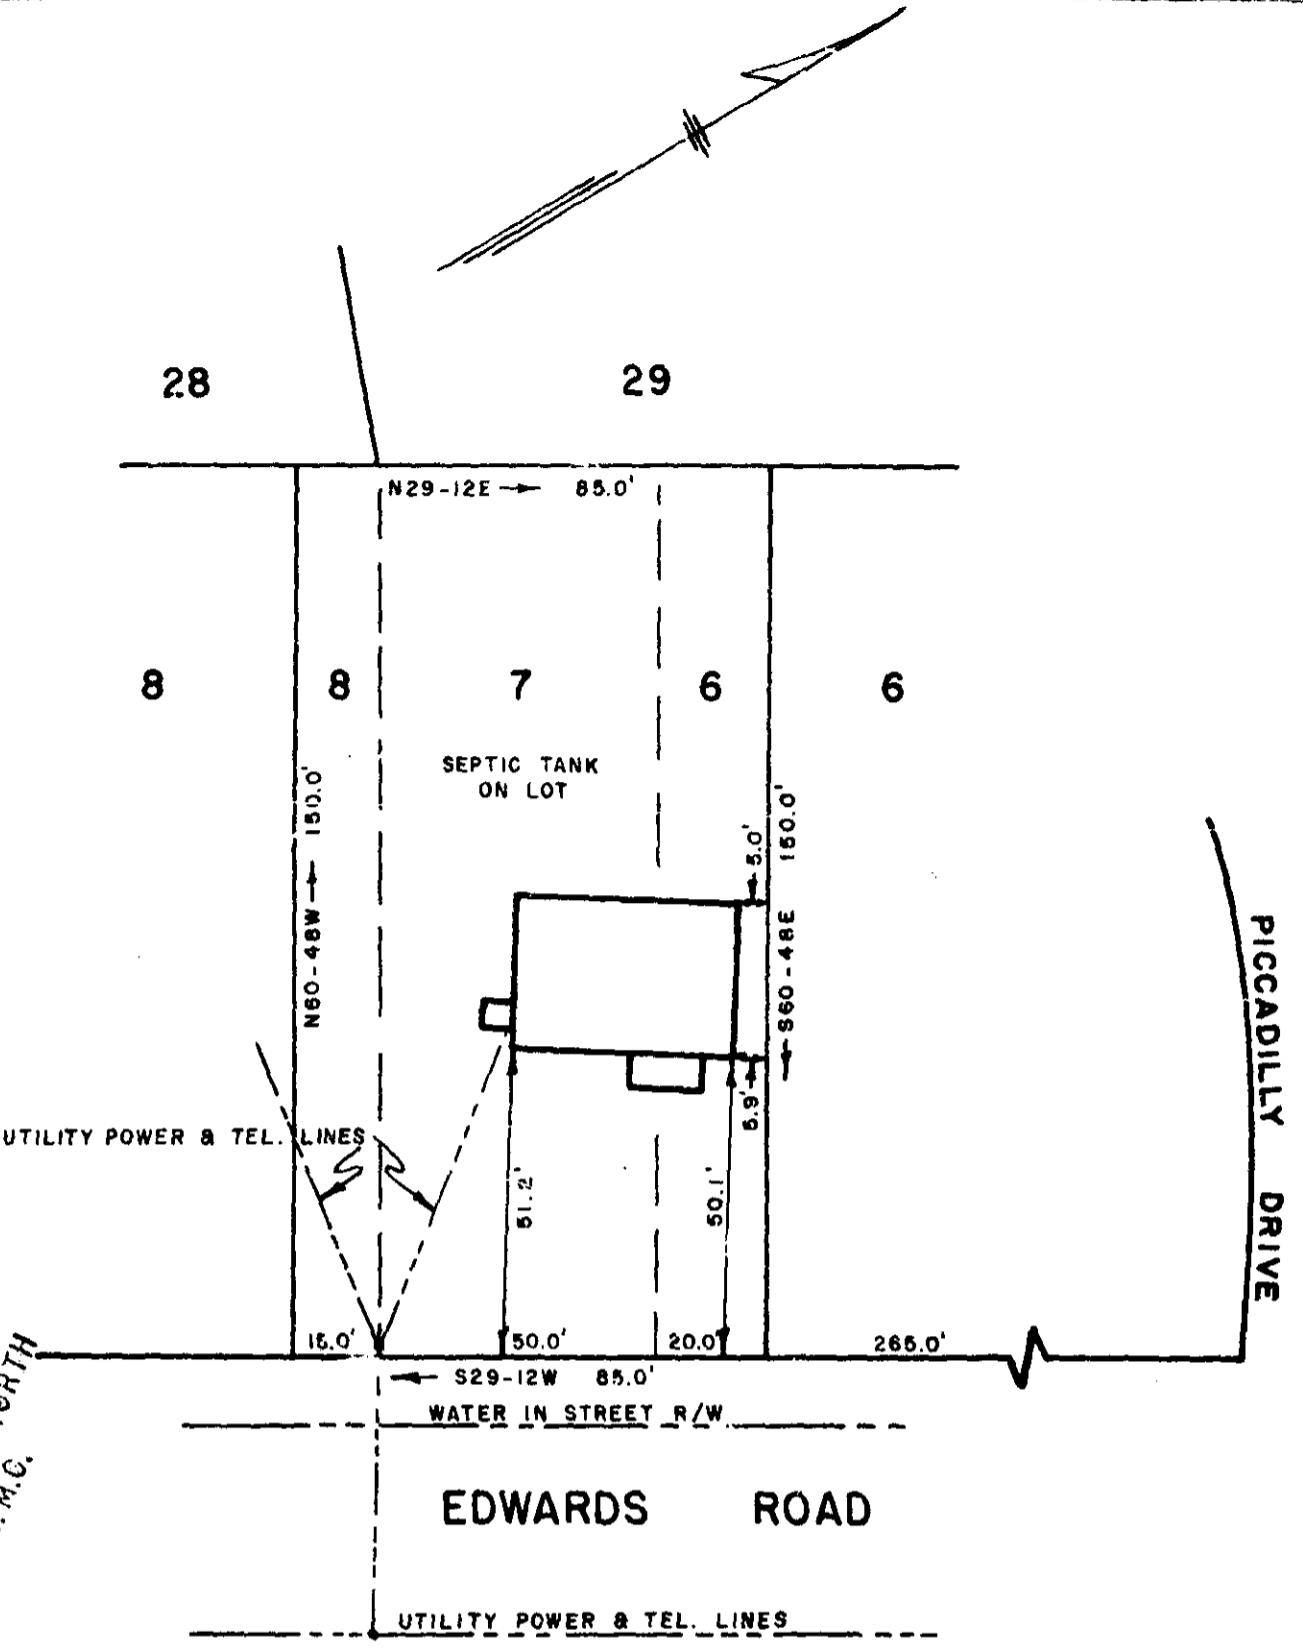 28
29
N29-12E
85.0'
8
8
7
6
6
SEPTIC TANK
ON LOT
N60-48W
150.0'
5.0'
S60-48E
150.0'
PICCADILLY DRIVE
UTILITY POWER & TEL. LINES
51.2'
50.1'
5.9'
15.0'
50.0'
20.0'
265.0'
S29-12W 85.0'
WATER IN STREET R/W
EDWARDS ROAD
UTILITY POWER & TEL. LINES